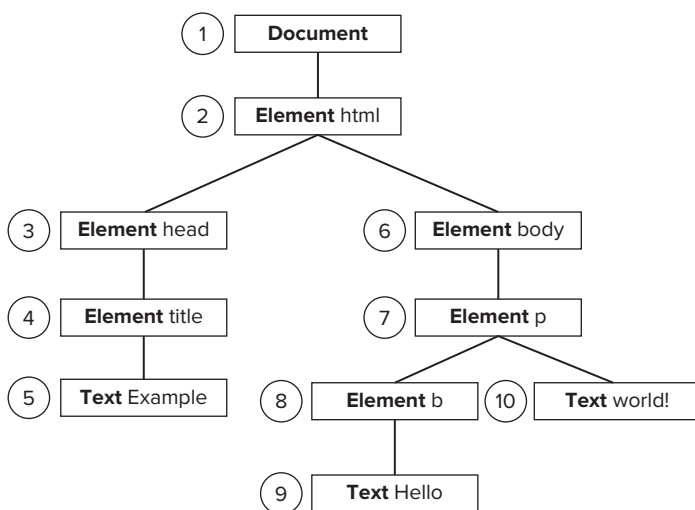 1 Document
2 Element html
3 Element head
6 Element body
4 Element title
7 Element p
5 Text Example
8 Element b
10 Text world!
9 Text Hello